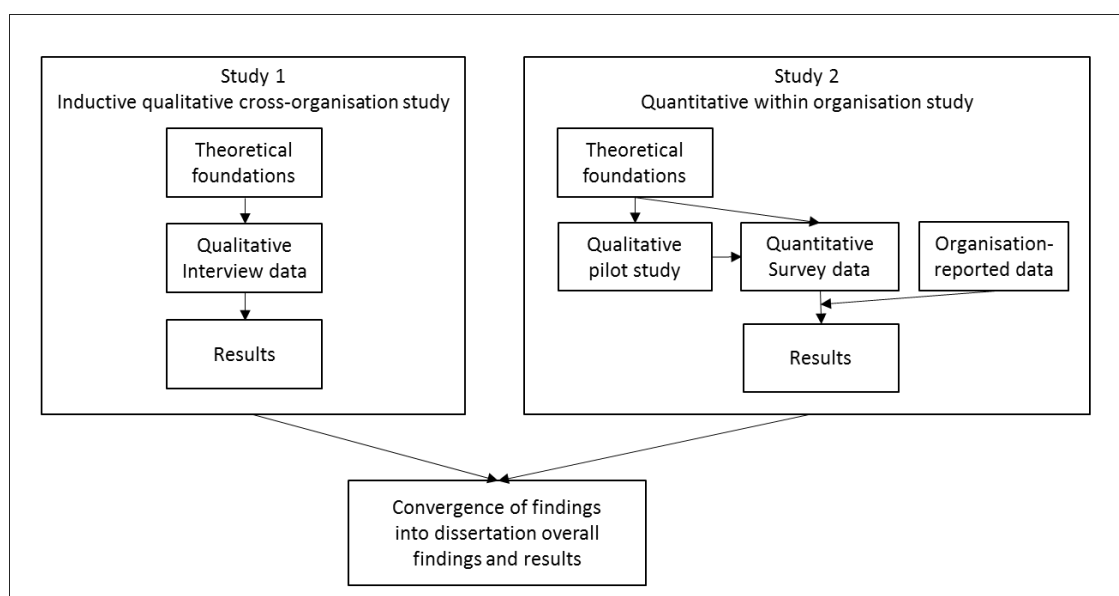 Study 1
Inductive qualitative cross-organisation study
Theoretical
foundations
Qualitative
Interview data
Results
Study 2
Quantitative within organisation study
Theoretical
foundations
Qualitative
pilot study
Quantitative
Survey data
Organisation-
reported data
Results
Convergence of findings
into dissertation overall
findings and results